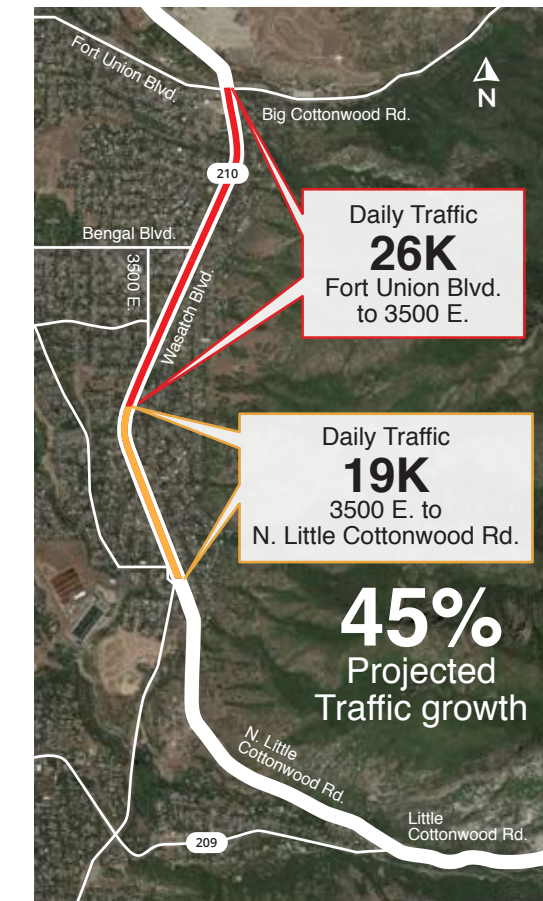 Fort Union Blvd.
N
Big Cottonwood Rd.
210
Daily Traffic
26K
Fort Union Blvd.
to 3500 E.
Bengal Blvd.
3500 E.
Wasatch Blvd.
Daily Traffic
19K
3500 E. to
N. Little Cottonwood Rd.
45%
Projected
Traffic growth
N. Little
Cottonwood Rd.
Little
Cottonwood Rd.
209